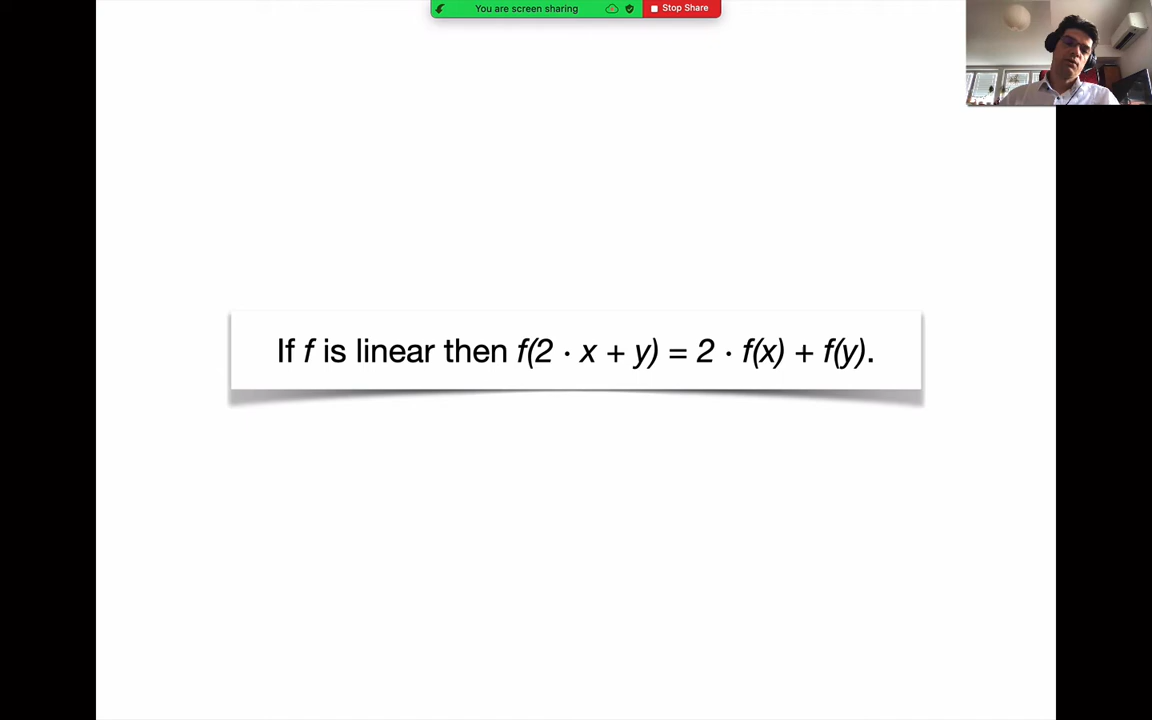 You are screen sharing
Stop Share
If f is linear then f(2 · x + y) = 2 · f(x) + f(y).